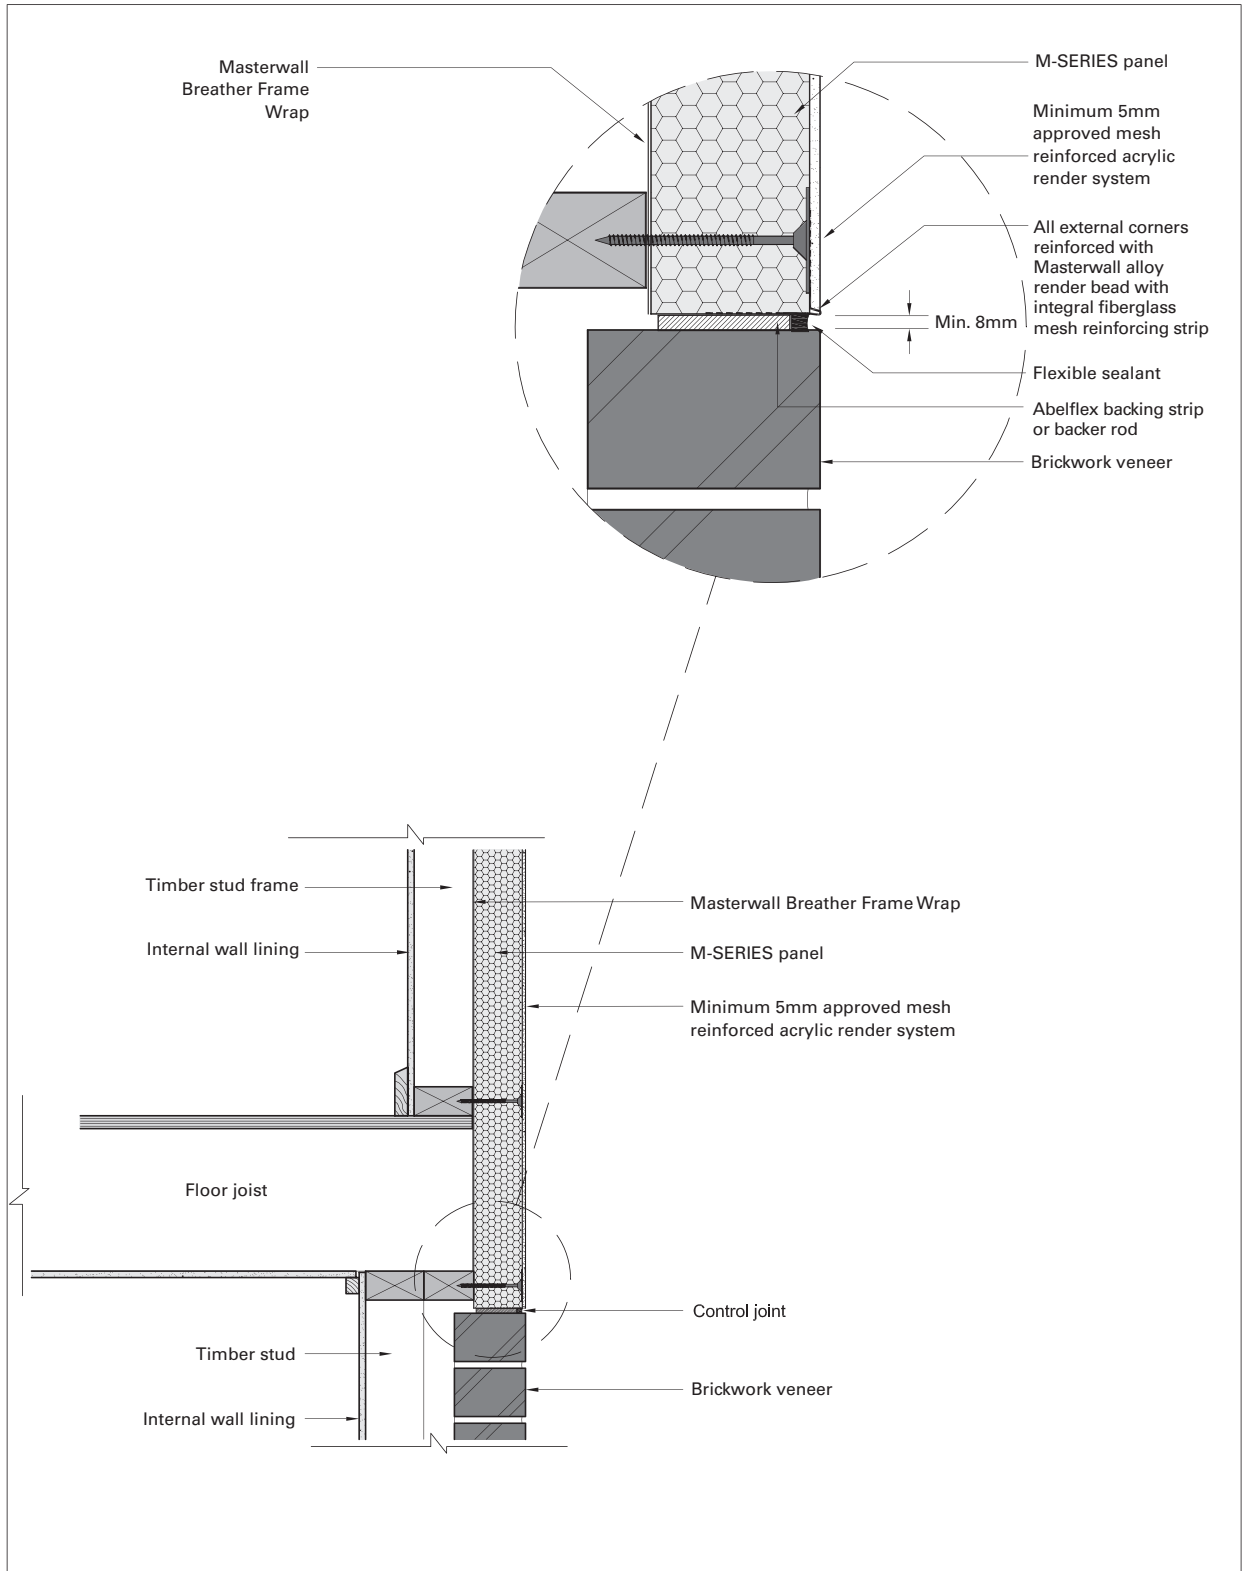 Masterwall
Breather Frame
Wrap
M-SERIES panel
Minimum 5mm
approved mesh
reinforced acrylic
render system
All external corners
reinforced with
Masterwall alloy
render bead with
integral fiberglass
mesh reinforcing strip
Min. 8mm
Flexible sealant
Abelflex backing strip
or backer rod
Brickwork veneer
Timber stud frame
Internal wall lining
Masterwall Breather Frame Wrap
M-SERIES panel
Minimum 5mm approved mesh
reinforced acrylic render system
Floor joist
Control joint
Timber stud
Brickwork veneer
Internal wall lining